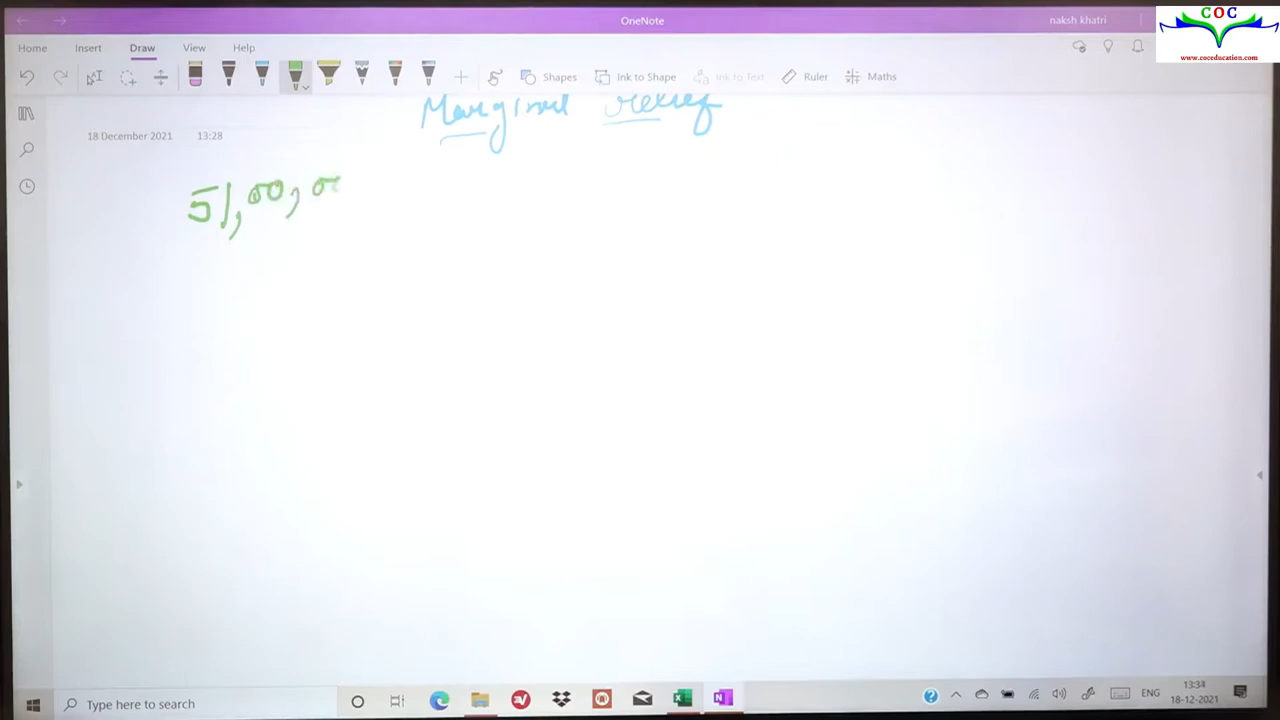 OneNote
naksh khatri
COC
www.coceducation.com
Home Insert Draw View Help
Shapes Ink to Shape Ink to Text Ruler Maths
Marginal relief
18 December 2021 13:28
51,00,00
Type here to search
ENG
13:34
18-12-2021